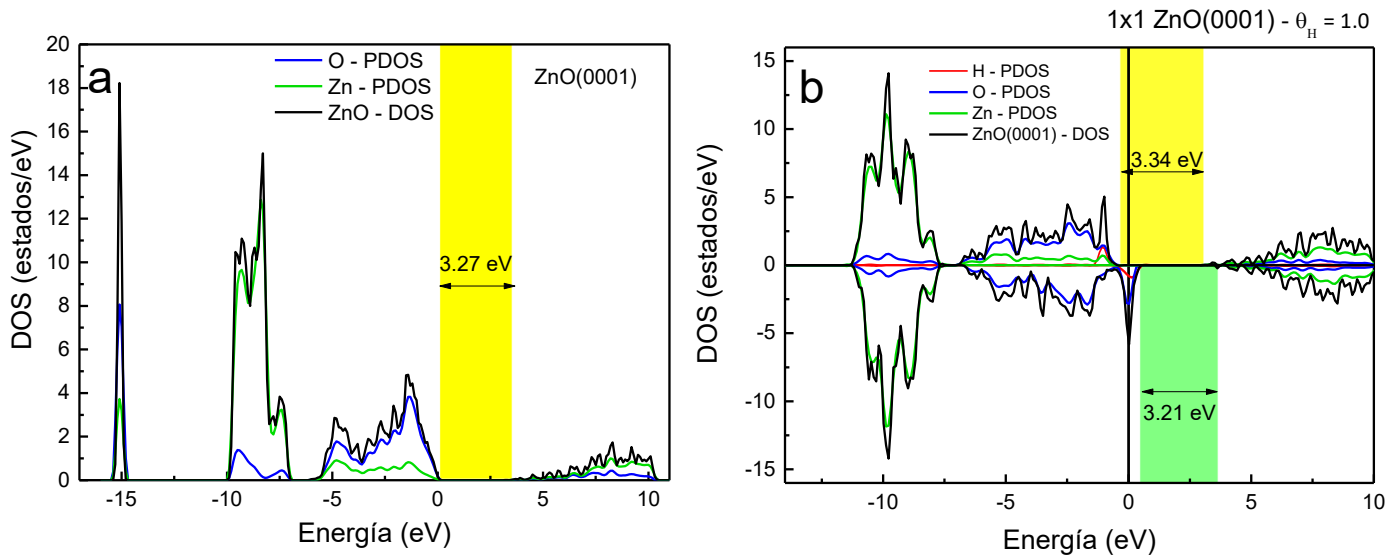 a
O - PDOS
Zn - PDOS
ZnO - DOS
ZnO(0001)
3.27 eV
DOS (estados/eV)
20
18
16
14
12
10
8
6
4
2
0
-15
-10
-5
0
5
10
Energía (eV)
1x1 ZnO(0001) - θH = 1.0
b
H - PDOS
O - PDOS
Zn - PDOS
ZnO(0001) - DOS
3.34 eV
3.21 eV
DOS (estados/eV)
15
10
5
0
-5
-10
-15
-10
-5
0
5
10
Energía (eV)